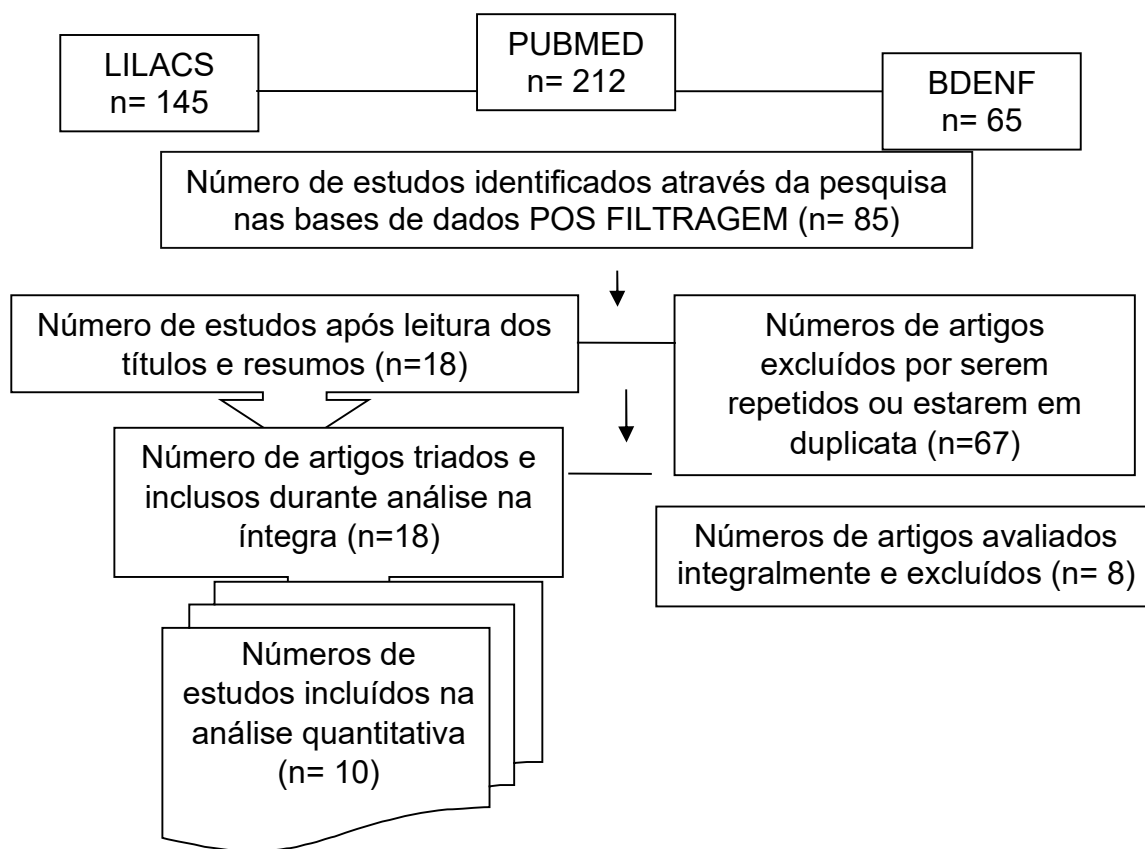 LILACS
n= 145
PUBMED
n= 212
BDENF
n= 65
Número de estudos identificados através da pesquisa
nas bases de dados POS FILTRAGEM (n= 85)
Número de estudos após leitura dos
títulos e resumos (n=18)
Números de artigos
excluídos por serem
repetidos ou estarem em
duplicata (n=67)
Número de artigos triados e
inclusos durante análise na
íntegra (n=18)
Números de artigos avaliados
integralmente e excluídos (n= 8)
Números de
estudos incluídos na
análise quantitativa
(n= 10)